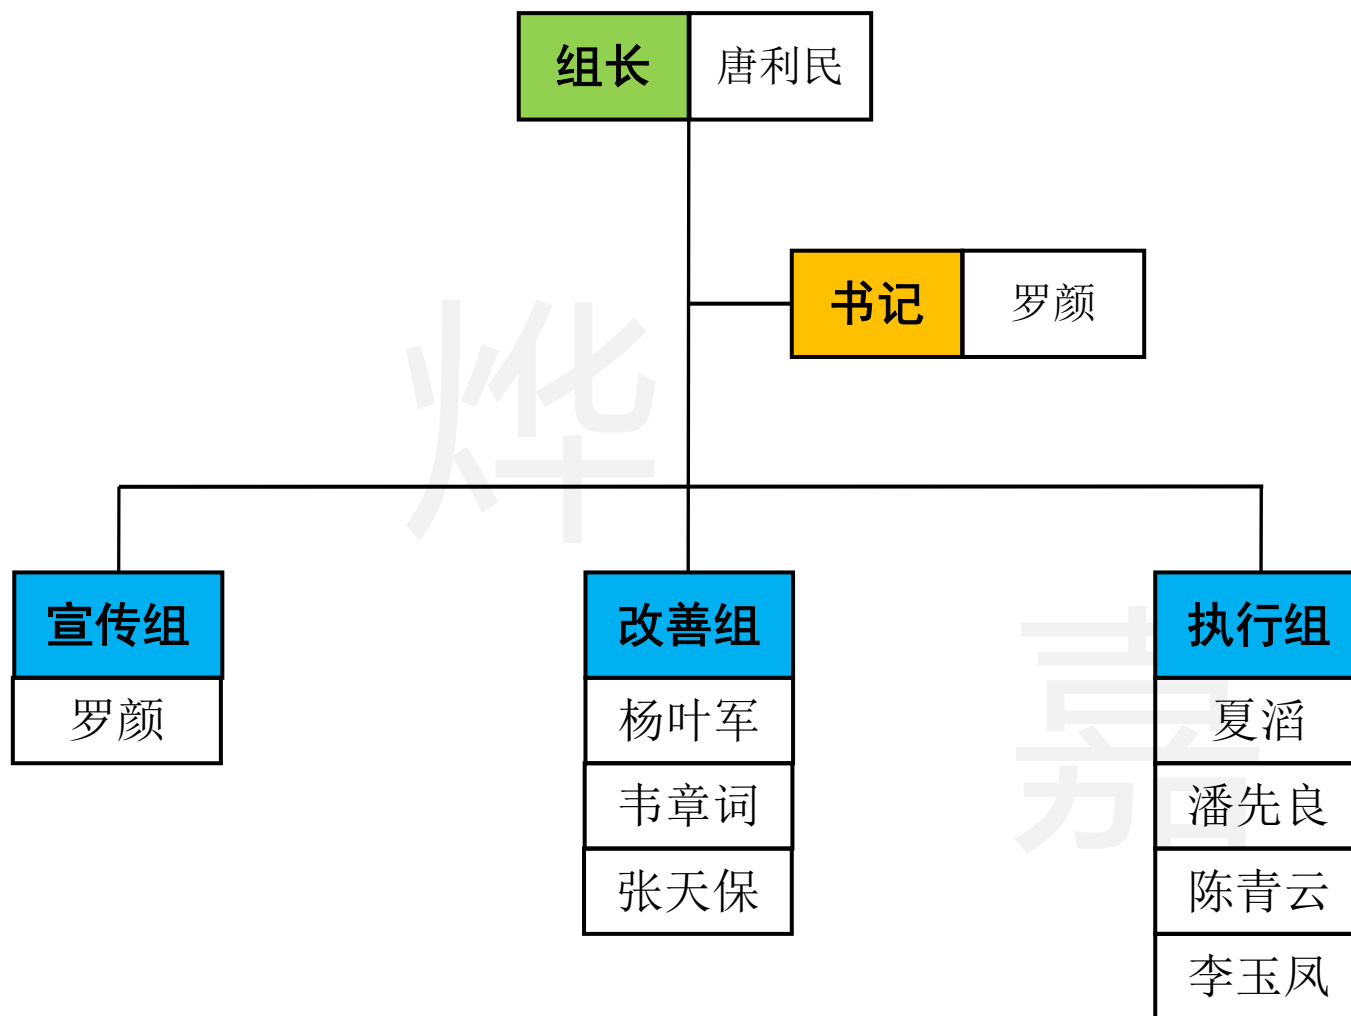 组长 唐利民
书记 罗颜
烨
宣传组 改善组 执行组
嘉
罗颜 杨叶军 夏滔
韦章词 潘先良
张天保 陈青云
李玉凤